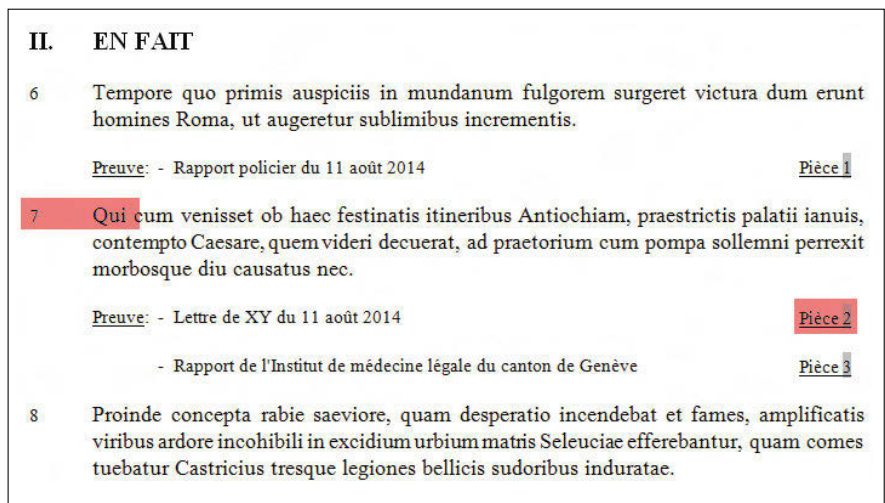 II. EN FAIT
6 Tempore quo primis auspiciis in mundanum fulgorem surgeret victura dum erunt
homines Roma, ut augeretur sublimibus incrementis.
Preuve: - Rapport policier du 11 août 2014 Pièce 1
7 Qui cum venisset ob haec festinatis itineribus Antiochiam, praestrictis palatii ianuis,
contempto Caesare, quem videri decuerat, ad praetorium cum pompa sollemni perrexit
morbosque diu causatus nec.
Preuve: - Lettre de XY du 11 août 2014 Pièce 2
- Rapport de l'Institut de médecine légale du canton de Genève Pièce 3
8 Proinde concepta rabie saeviore, quam desperatio incendebat et fames, amplificatis
viribus ardore incohibili in excidium urbium matris Seleuciae efferebantur, quam comes
tuebatur Castricius tresque legiones bellicis sudoribus induratae.